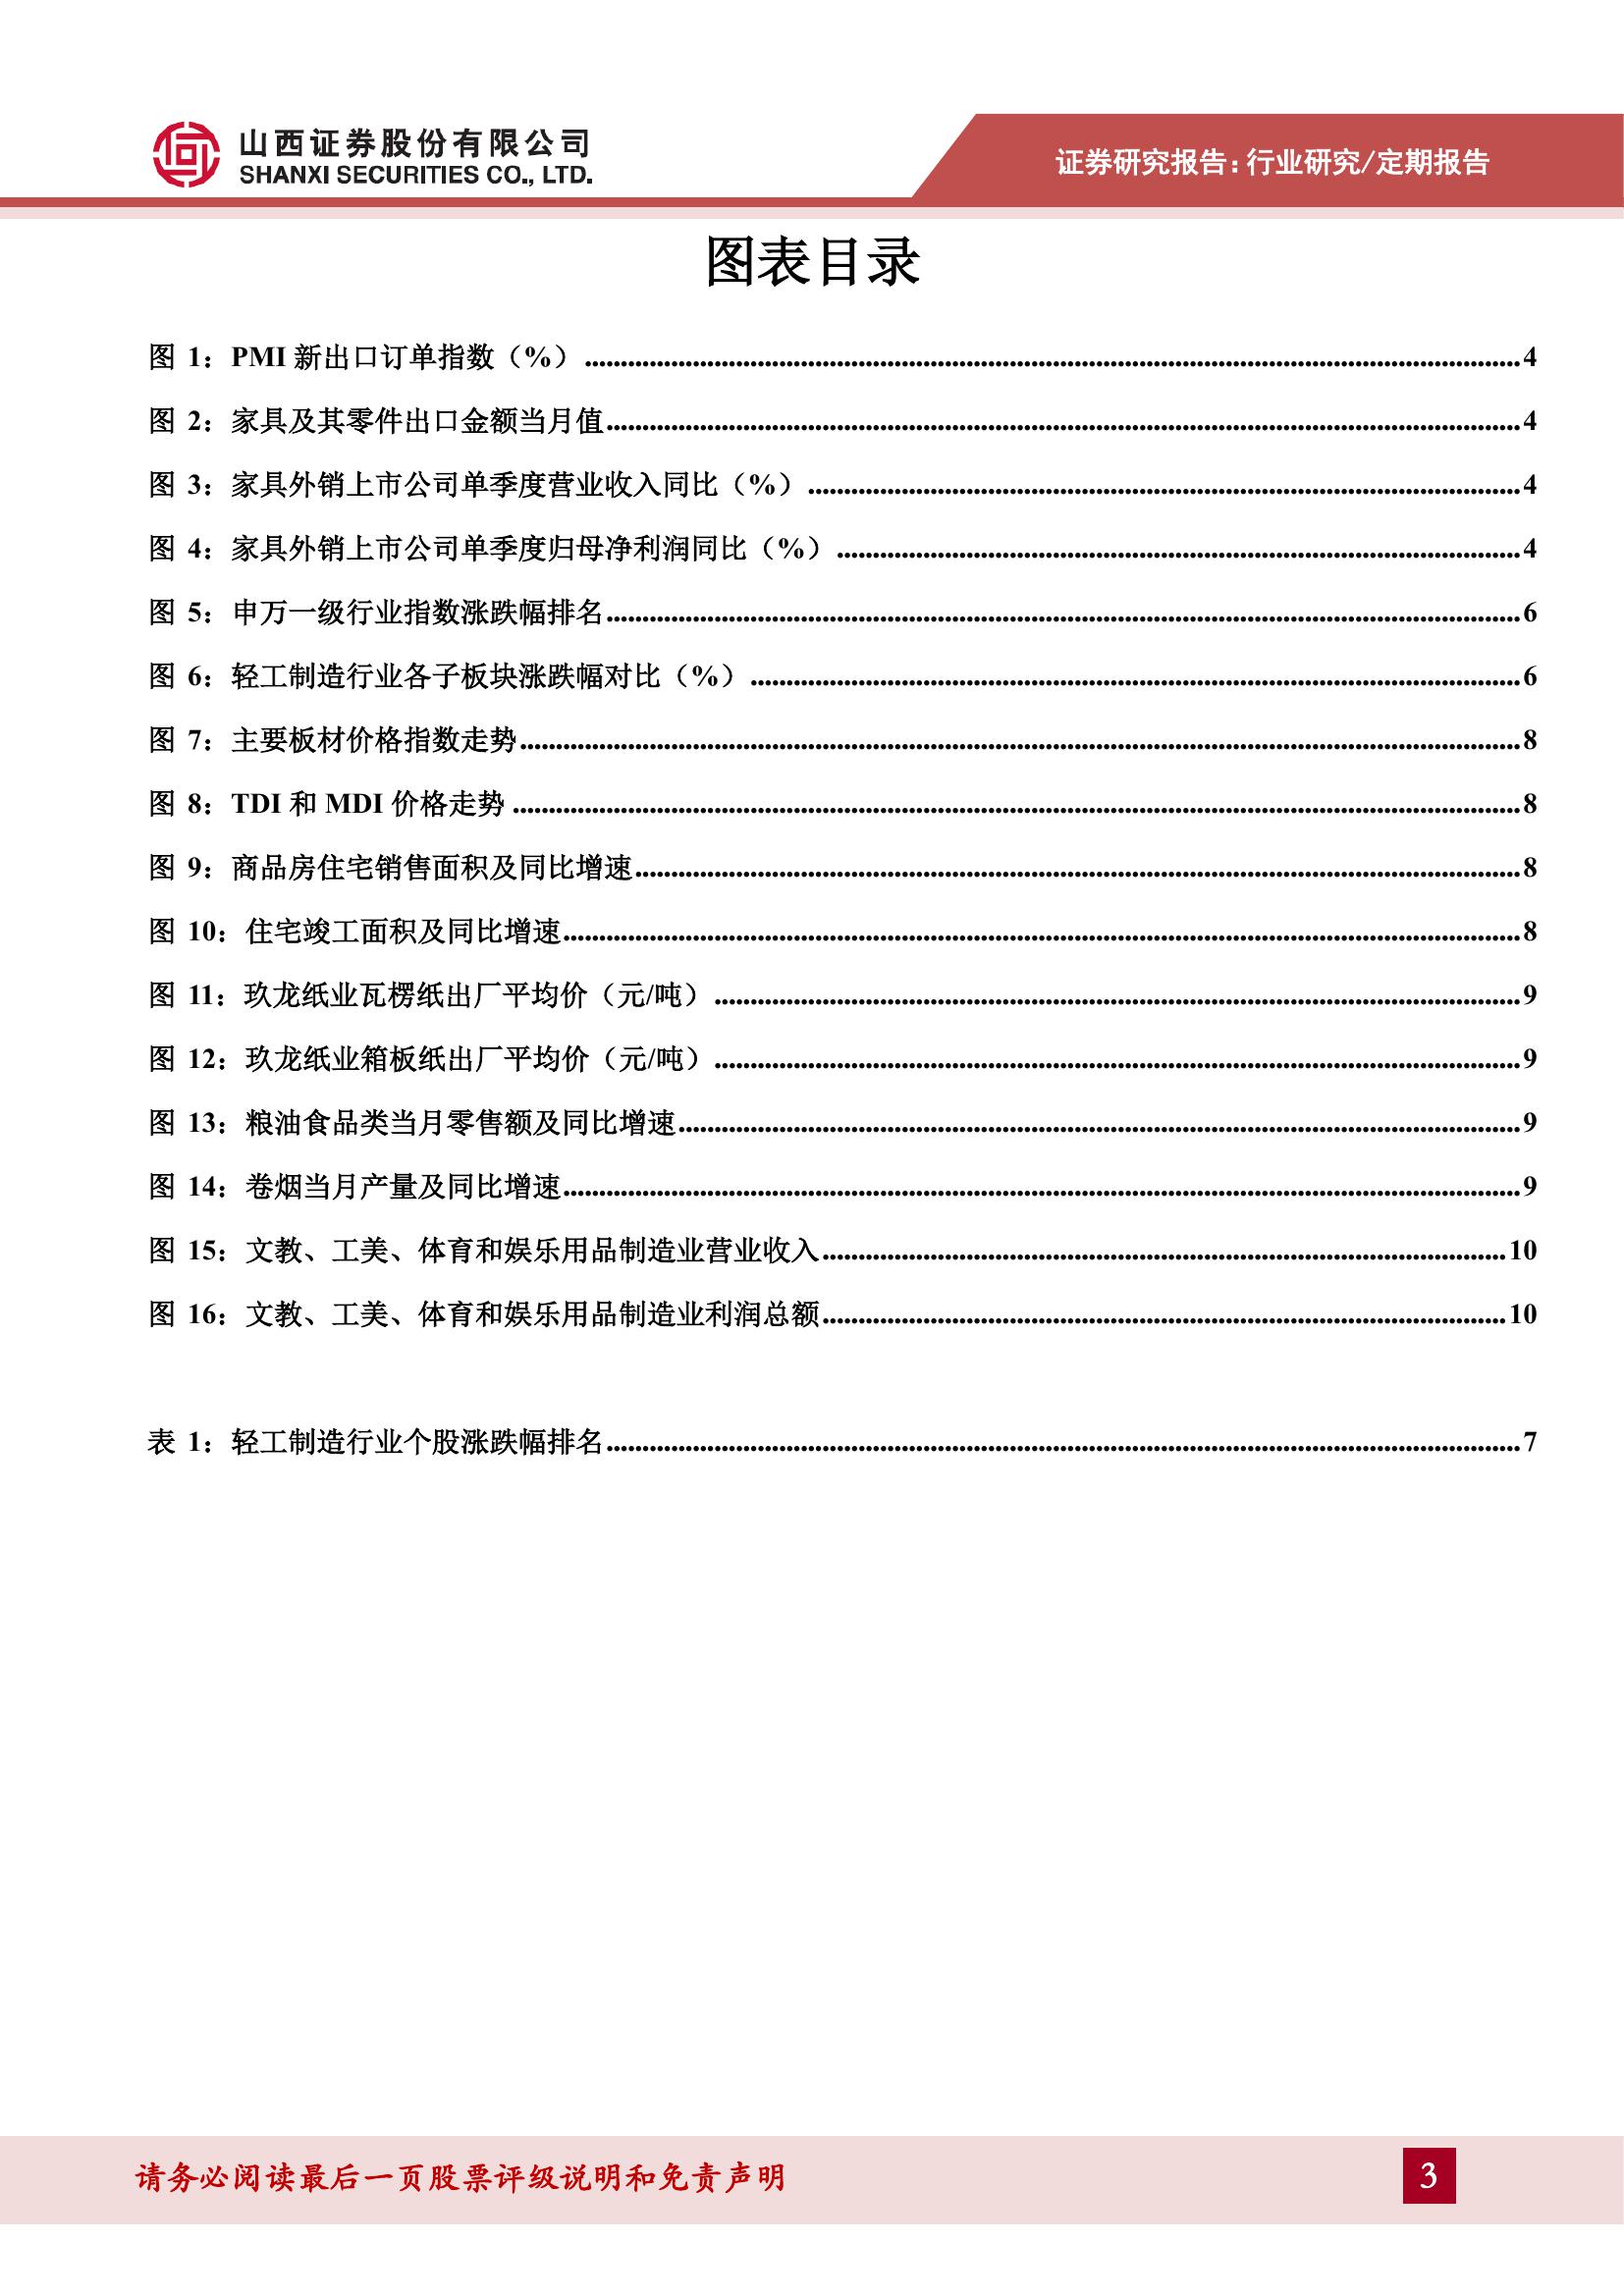 山西证券股份有限公司
SHANXI SECURITIES CO., LTD.
证券研究报告：行业研究/定期报告
图表目录
图 1：PMI 新出口订单指数（%）....................4
图 2：家具及其零件出口金额当月值....................4
图 3：家具外销上市公司单季度营业收入同比（%）....................4
图 4：家具外销上市公司单季度归母净利润同比（%）....................4
图 5：申万一级行业指数涨跌幅排名....................6
图 6：轻工制造行业各子板块涨跌幅对比（%）....................6
图 7：主要板材价格指数走势....................8
图 8：TDI 和 MDI 价格走势....................8
图 9：商品房住宅销售面积及同比增速....................8
图 10：住宅竣工面积及同比增速....................8
图 11：玖龙纸业瓦楞纸出厂平均价（元/吨）....................9
图 12：玖龙纸业箱板纸出厂平均价（元/吨）....................9
图 13：粮油食品类当月零售额及同比增速....................9
图 14：卷烟当月产量及同比增速....................9
图 15：文教、工美、体育和娱乐用品制造业营业收入....................10
图 16：文教、工美、体育和娱乐用品制造业利润总额....................10
表 1：轻工制造行业个股涨跌幅排名....................7
请务必阅读最后一页股票评级说明和免责声明
3